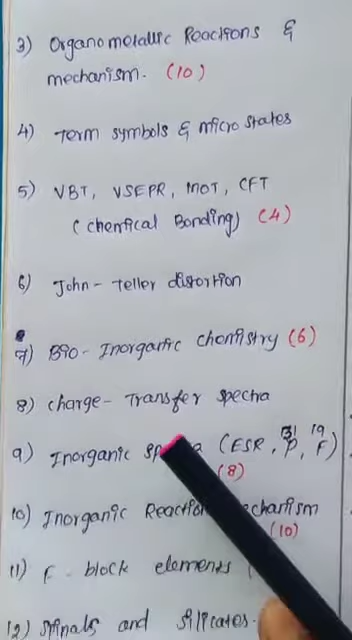 3) Organometallic Reactions &
mechanism. (10)
4) Term symbols & micro states
5) VBT, VSEPR, MOT, CFT
(Chemical Bonding) (4)
6) John-Teller distortion
7) Bio-Inorganic chemistry (6)
8) Charge-Transfer spectra
9) Inorganic (ESR, 31P, 19F)
(8)
10) Inorganic
(10)
11) F-block elements
12) Spinals and silicates.